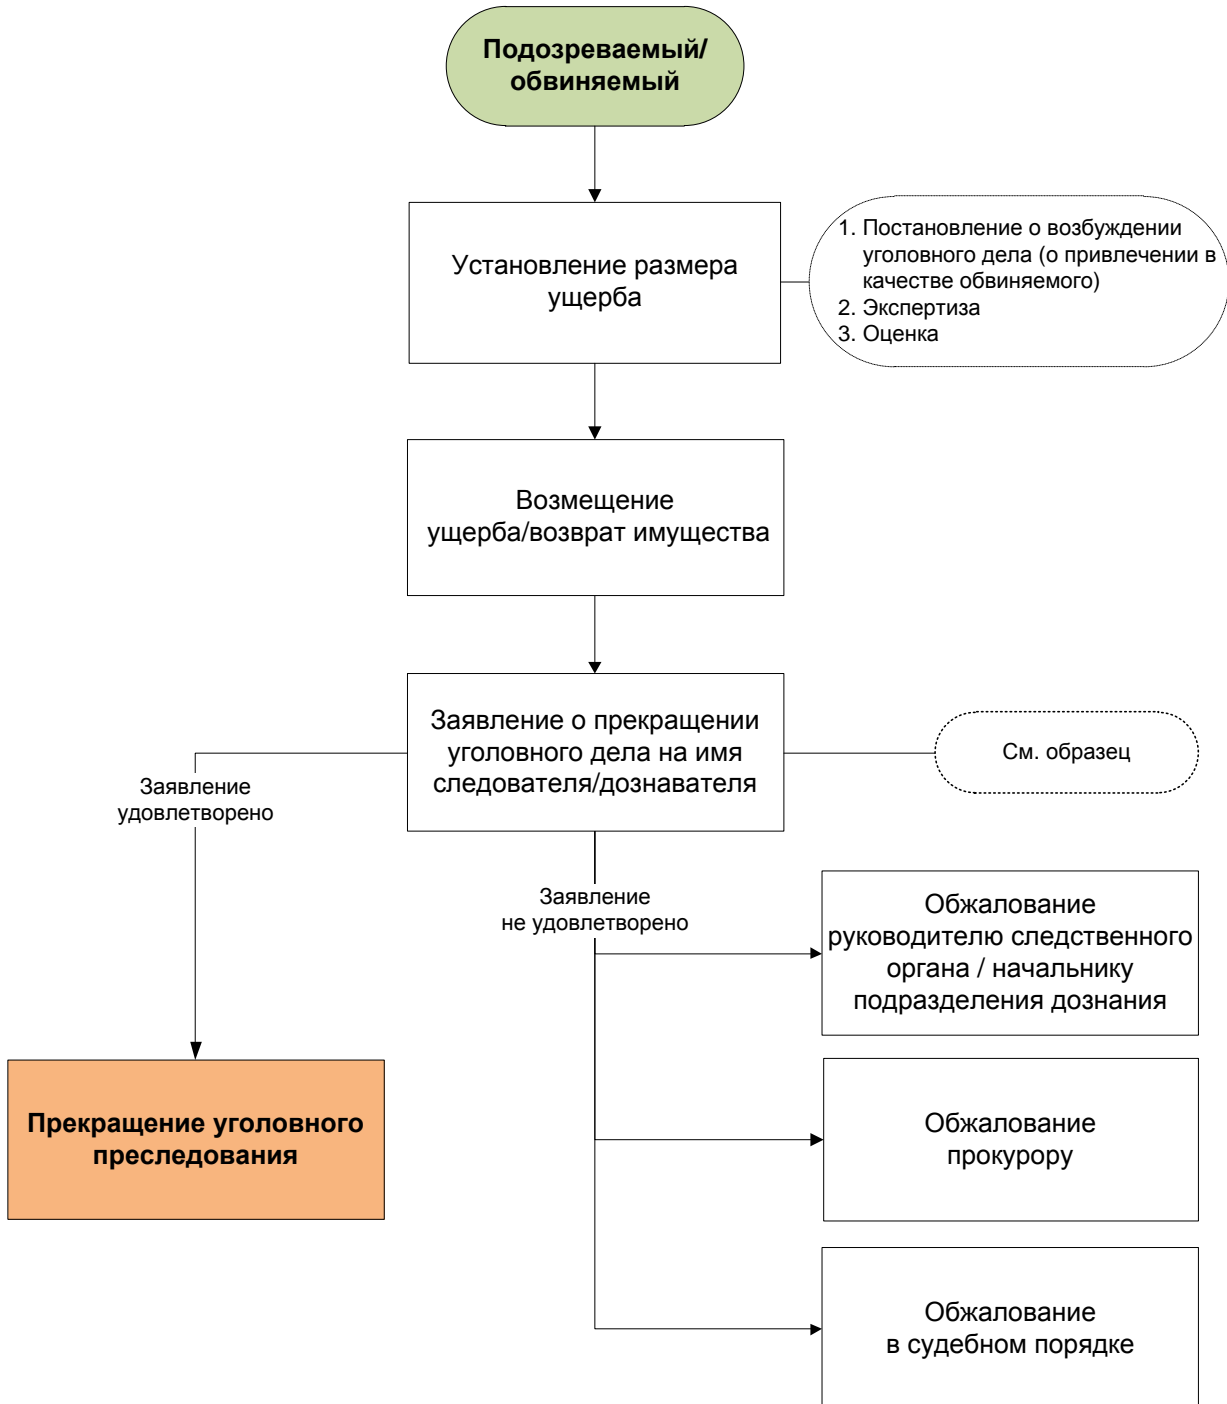 Подозреваемый/
обвиняемый
Установление размера
ущерба
1. Постановление о возбуждении
уголовного дела (о привлечении в
качестве обвиняемого)
2. Экспертиза
3. Оценка
Возмещение
ущерба/возврат имущества
Заявление о прекращении
уголовного дела на имя
следователя/дознавателя
См. образец
Заявление
удовлетворено
Заявление
не удовлетворено
Обжалование
руководителю следственного
органа / начальнику
подразделения дознания
Прекращение уголовного
преследования
Обжалование
прокурору
Обжалование
в судебном порядке